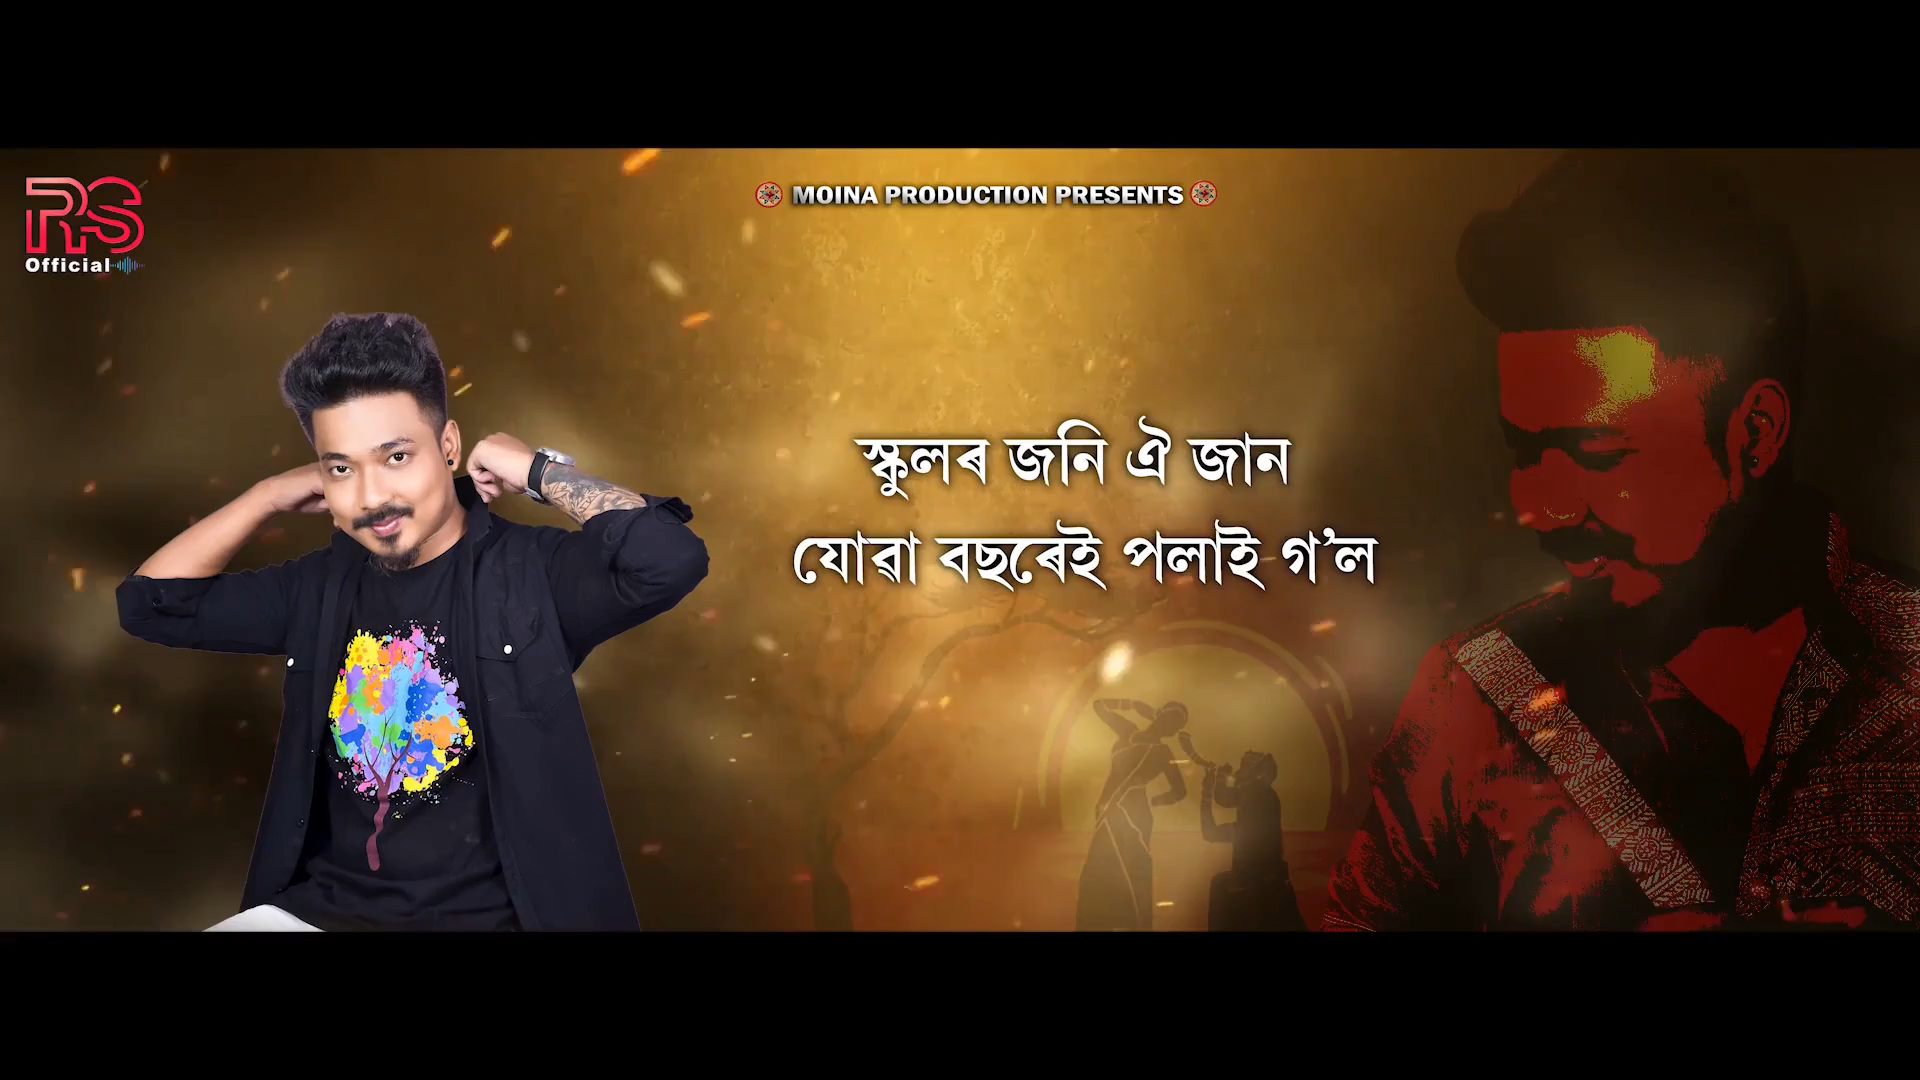 RS
Official
MOINA PRODUCTION PRESENTS
স্কুলৰ জনি ঐ জান
যোৱা বছৰেই পলাই গ'ল